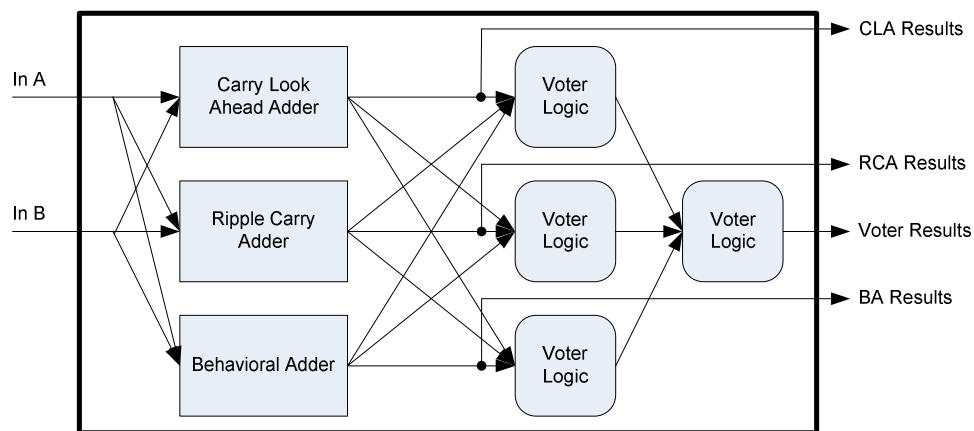 CLA Results
In A
Carry Look
Ahead Adder
Voter
Logic
RCA Results
In B
Ripple Carry
Adder
Voter
Logic
Voter
Logic
Voter Results
BA Results
Behavioral Adder
Voter
Logic